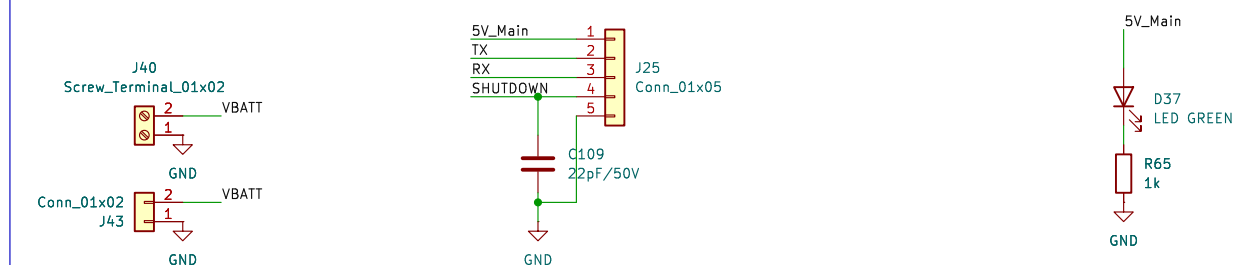 J40
Screw_Terminal_01x02
2
VBATT
1
GND
Conn_01x02
J43
2
VBATT
1
GND
5V_Main
1
TX
2
RX
3
SHUTDOWN
4
5
J25
Conn_01x05
C109
22pF/50V
GND
5V_Main
D37
LED GREEN
R65
1k
GND